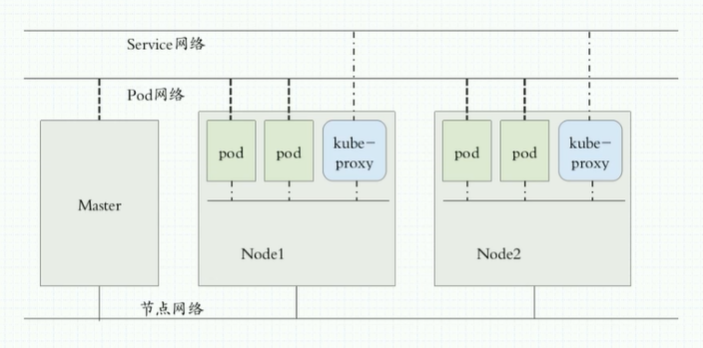 Service网络
Pod网络
Master
pod
pod
kube-
proxy
Node1
pod
pod
kube-
proxy
Node2
节点网络